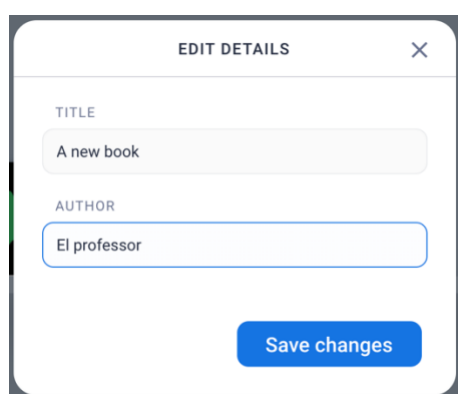 EDIT DETAILS
TITLE
A new book
AUTHOR
El professor
Save changes